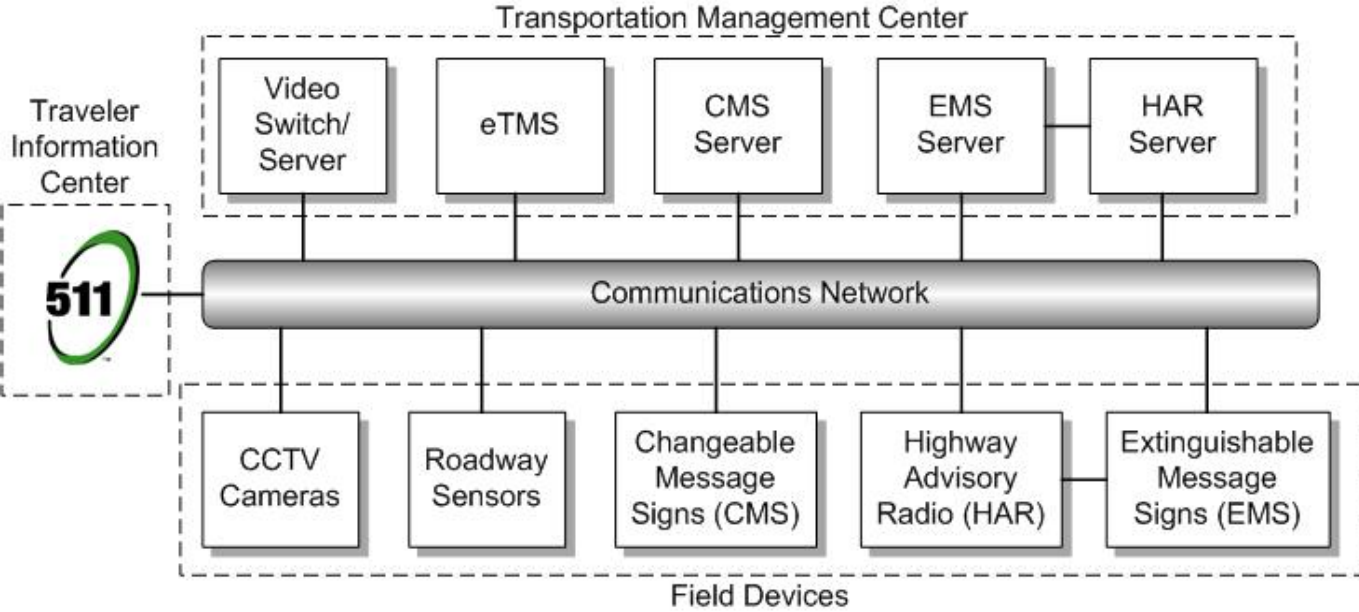 Transportation Management Center
Video
Switch/
Server
eTMS
CMS
Server
EMS
Server
HAR
Server
Traveler
Information
Center
511
Communications Network
CCTV
Cameras
Roadway
Sensors
Changeable
Message
Signs (CMS)
Highway
Advisory
Radio (HAR)
Extinguishable
Message
Signs (EMS)
Field Devices